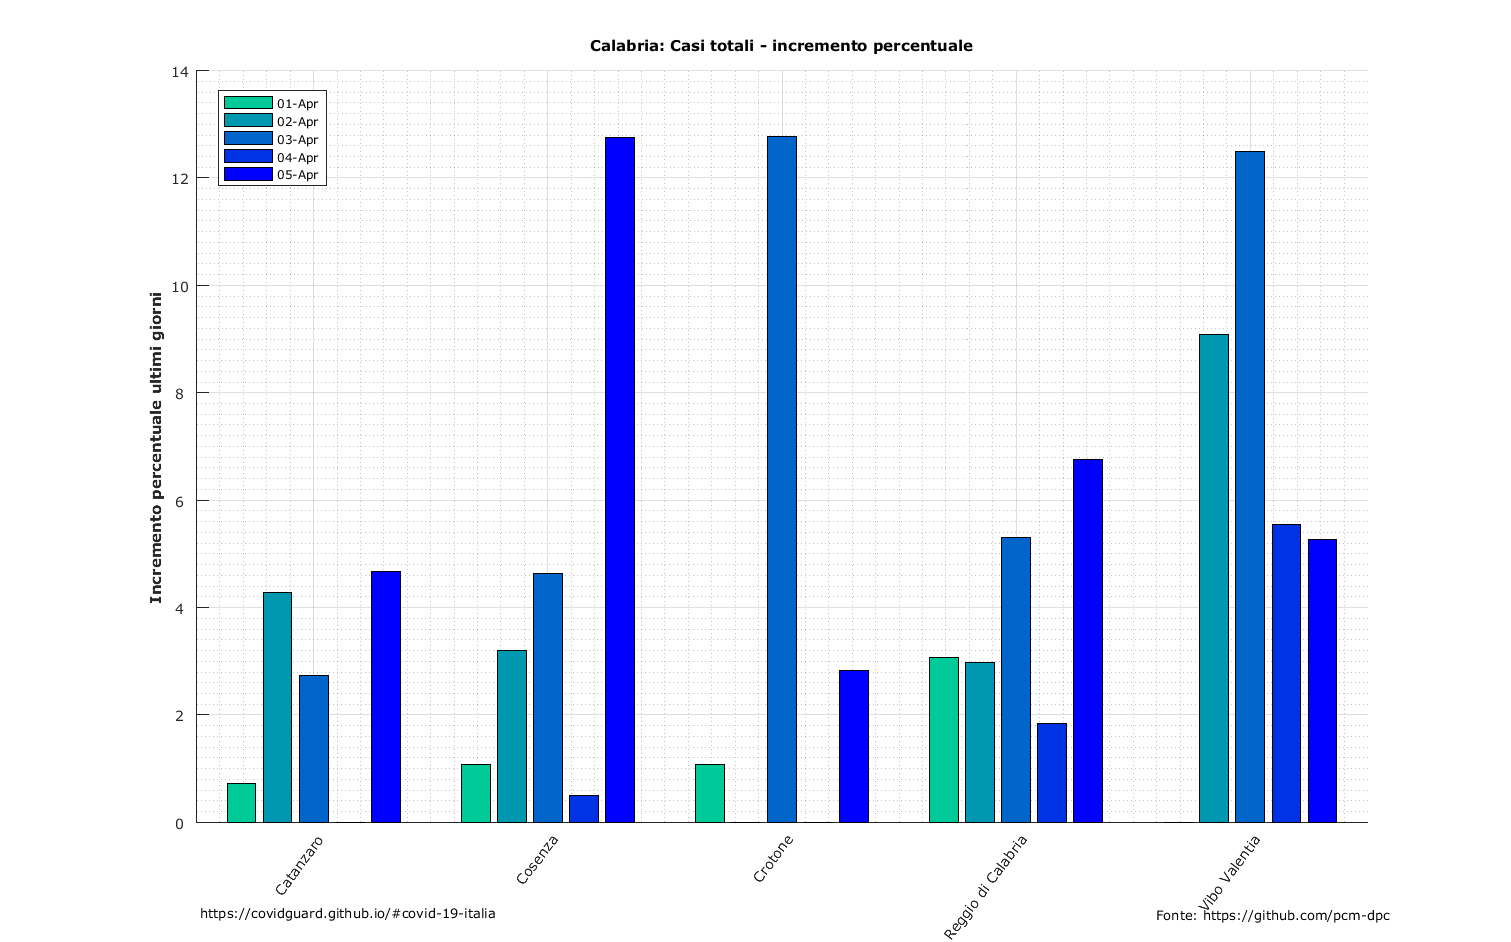 Calabria: Casi totali - incremento percentuale
14
12
10
8
6
4
2
0
Incremento percentuale ultimi giorni
01-Apr
02-Apr
03-Apr
04-Apr
05-Apr
Catanzaro
Cosenza
Crotone
Reggio di Calabria
Vibo Valentia
https://covidguard.github.io/#covid-19-italia
Fonte: https://github.com/pcm-dpc